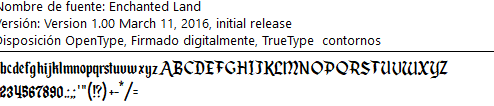 Nombre de fuente: Enchanted Land
Versión: Version 1.00 March 11, 2016, initial release
Disposición OpenType, Firmado digitalmente, TrueType contornos
abcdefghijklmnopqrstuvwxyz ABCDEFGHIJKLMNOPQRSTUVWXYZ
234567890.:,; ' " (!?) +-*/=